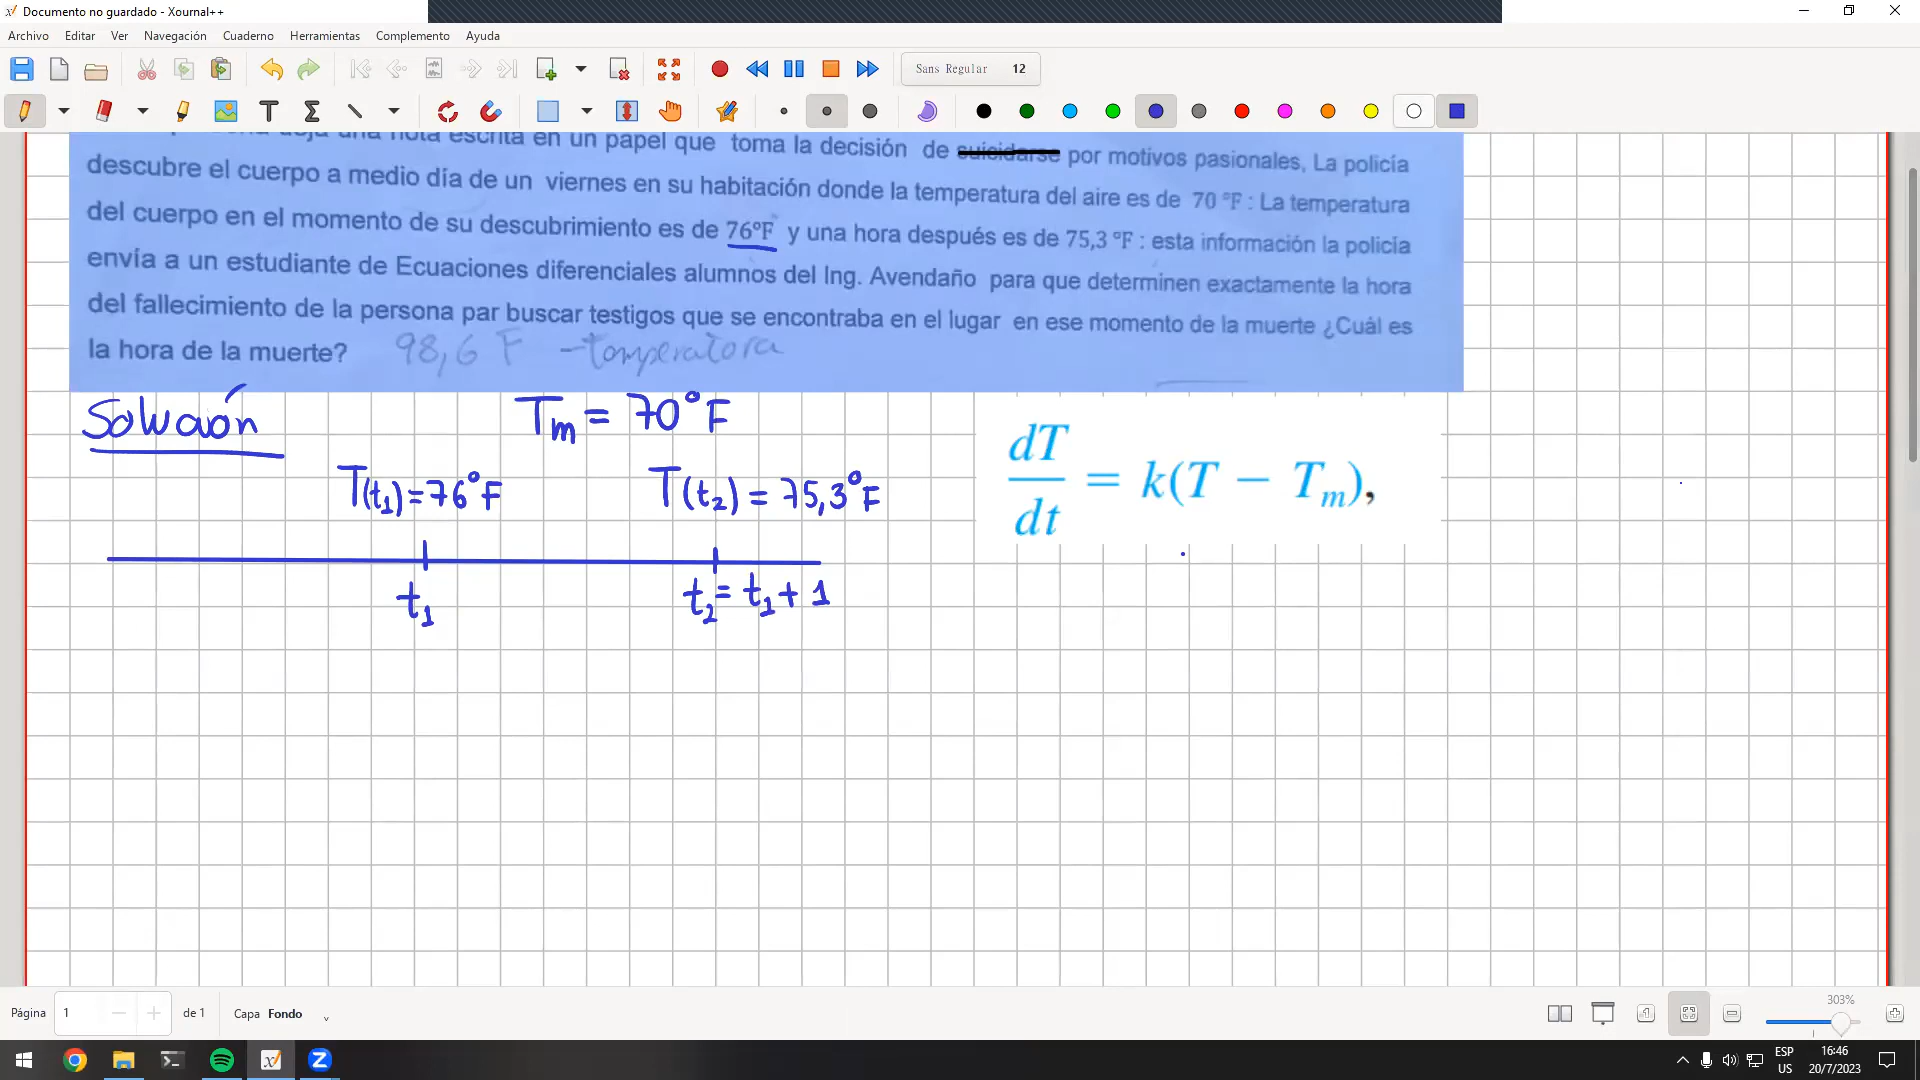 Documento no guardado - Xournal++
Archivo Editar Ver Navegación Cuaderno Herramientas Complemento Ayuda
Sans Regular 12
una nota escrita en un papel que toma la decisión de suicidarse por motivos pasionales, La policía
descubre el cuerpo a medio día de un viernes en su habitación donde la temperatura del aire es de 70 °F : La temperatura
del cuerpo en el momento de su descubrimiento es de 76°F y una hora después es de 75,3 °F : esta información la policía
envía a un estudiante de Ecuaciones diferenciales alumnos del Ing. Avendaño para que determinen exactamente la hora
del fallecimiento de la persona par buscar testigos que se encontraba en el lugar en ese momento de la muerte ¿Cuál es
la hora de la muerte? 98,6 F - temperatura
Solución Tm = 70°F
T(t1) = 76°F T(t2) = 75,3°F
dT/dt = k(T − Tm),
t1 t2 = t1 + 1
Página 1 de 1 Capa Fondo 303%
ESP 16:46
US 20/7/2023